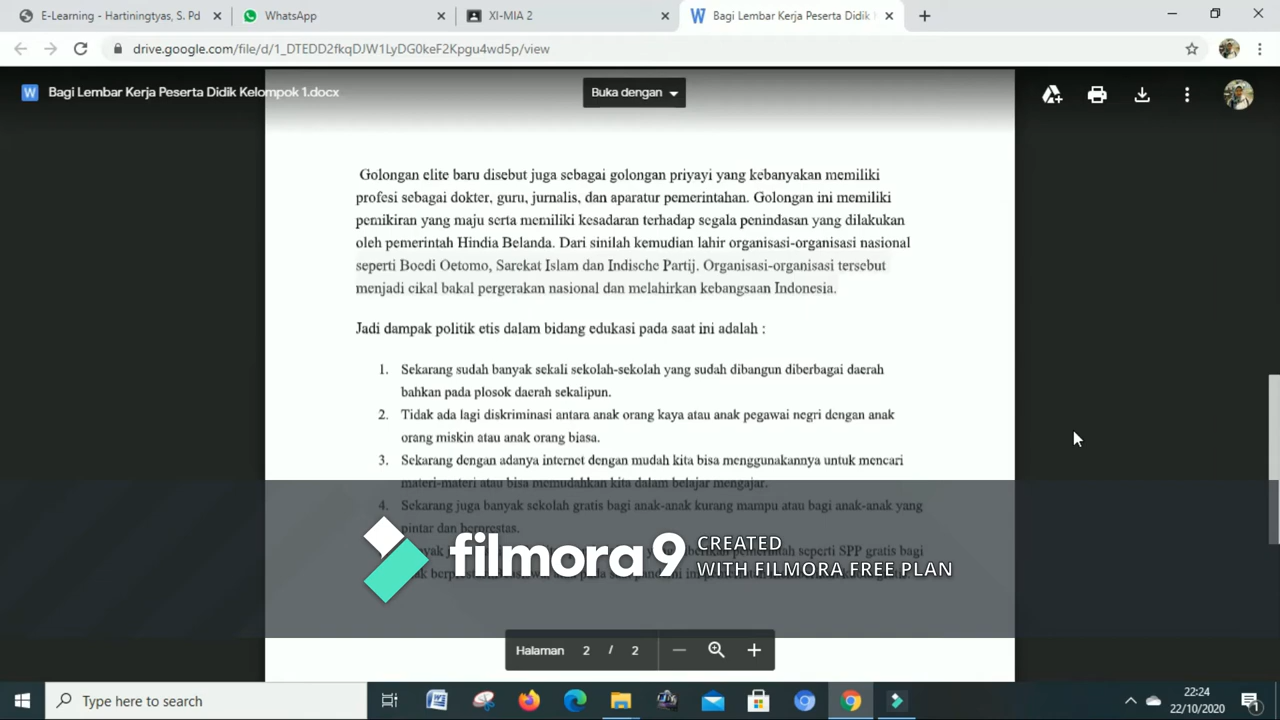 E-Learning - Hartiningtyas, S. Pd
WhatsApp
XI-MIA 2
Bagi Lembar Kerja Peserta Didik K
drive.google.com/file/d/1_DTEDD2fkqDJW1LyDG0keF2Kpgu4wd5p/view
Bagi Lembar Kerja Peserta Didik Kelompok 1.docx
Buka dengan
Golongan elite baru disebut juga sebagai golongan priyayi yang kebanyakan memiliki
profesi sebagai dokter, guru, jurnalis, dan aparatur pemerintahan. Golongan ini memiliki
pemikiran yang maju serta memiliki kesadaran terhadap segala penindasan yang dilakukan
oleh pemerintah Hindia Belanda. Dari sinilah kemudian lahir organisasi-organisasi nasional
seperti Boedi Oetomo, Sarekat Islam dan Indische Partij. Organisasi-organisasi tersebut
menjadi cikal bakal pergerakan nasional dan melahirkan kebangsaan Indonesia.
Jadi dampak politik etis dalam bidang edukasi pada saat ini adalah :
1. Sekarang sudah banyak sekali sekolah-sekolah yang sudah dibangun diberbagai daerah
bahkan pada plosok daerah sekalipun.
2. Tidak ada lagi diskriminasi antara anak orang kaya atau anak pegawai negri dengan anak
orang miskin atau anak orang biasa.
3. Sekarang dengan adanya internet dengan mudah kita bisa menggunakannya untuk mencari
materi-materi atau bisa memudahkan kita dalam belajar mengajar.
4. Sekarang juga banyak sekolah gratis bagi anak-anak kurang mampu atau bagi anak-anak yang
pintar dan berprestas.
pemerintah seperti SPP gratis bagi
filmora9
CREATED
WITH FILMORA FREE PLAN
Halaman 2 / 2
Type here to search
22:24
22/10/2020
1